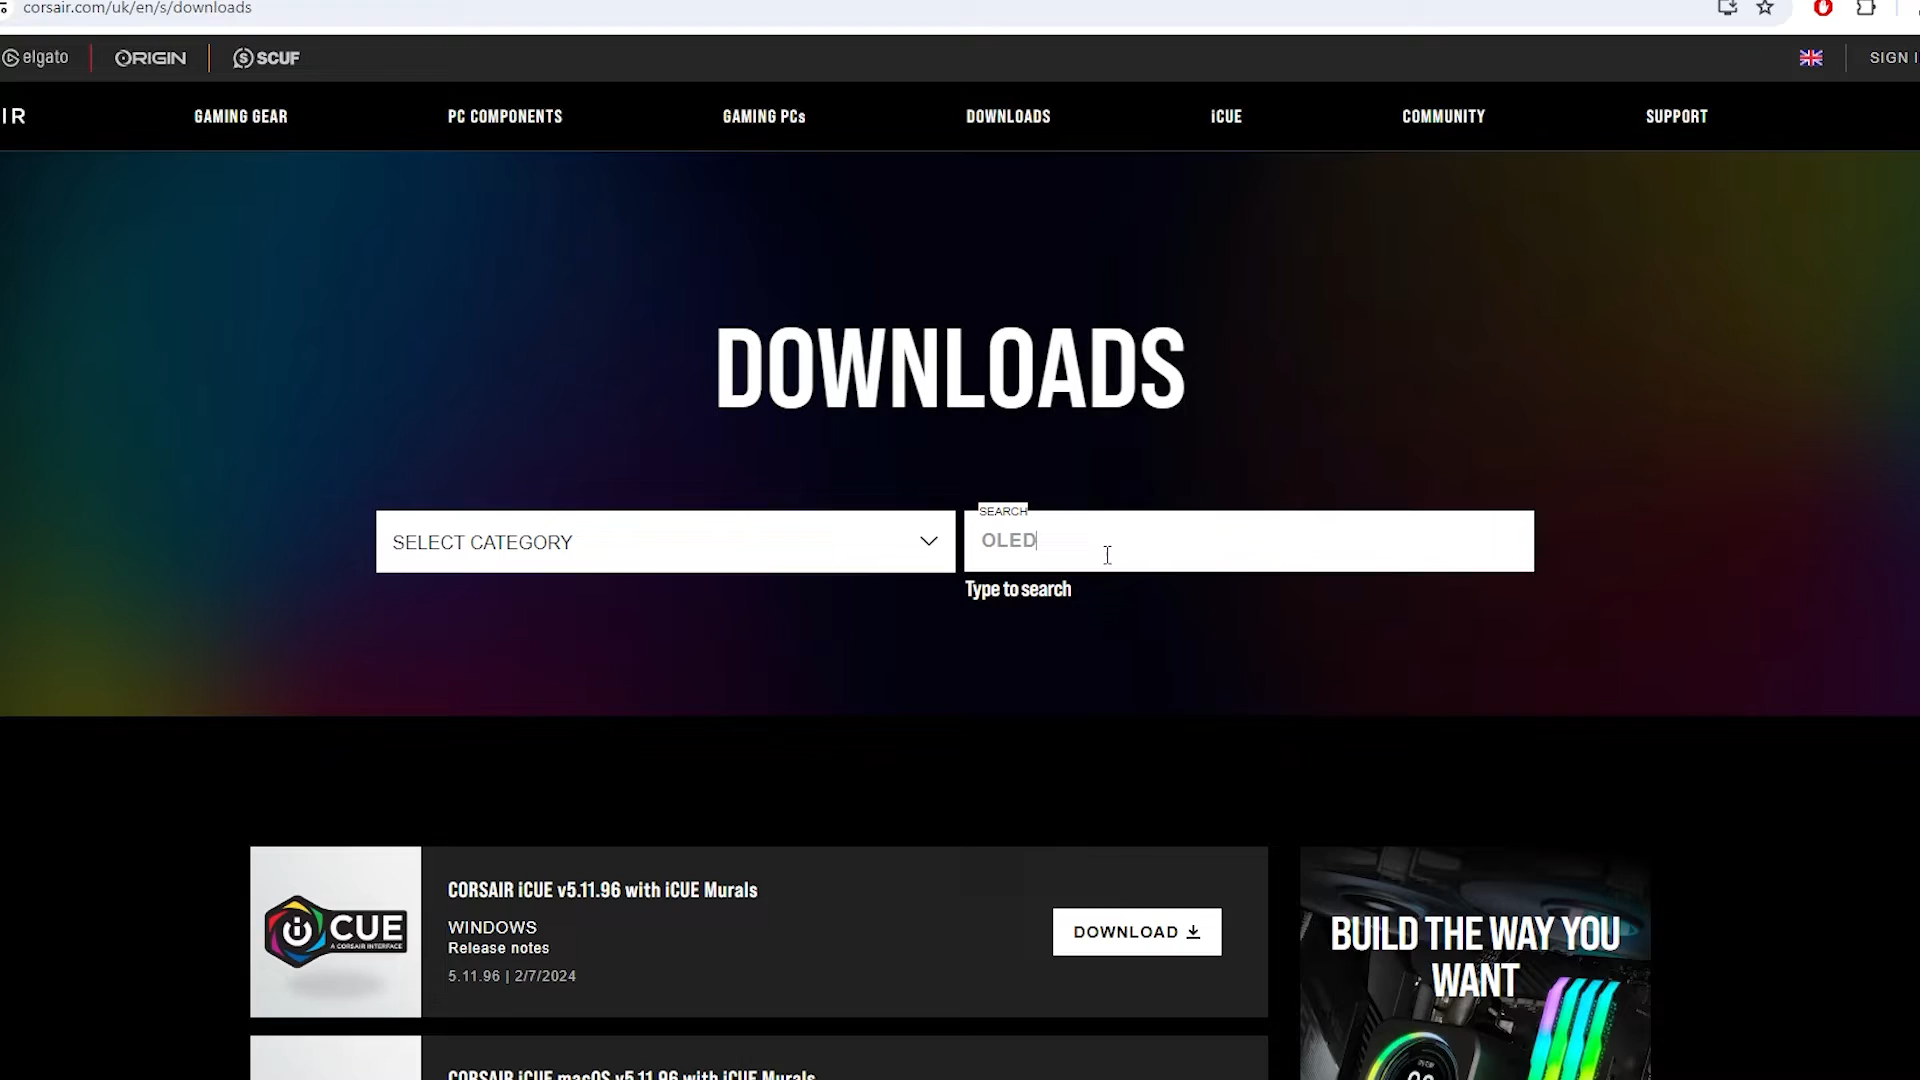 corsair.com/uk/en/s/downloads
elgato
ORIGIN
SCUF
SIGN I
IR
GAMING GEAR
PC COMPONENTS
GAMING PCs
DOWNLOADS
iCUE
COMMUNITY
SUPPORT
DOWNLOADS
SELECT CATEGORY
SEARCH
OLED
Type to search
iCUE
A CORSAIR INTERFACE
CORSAIR iCUE v5.11.96 with iCUE Murals
WINDOWS
Release notes
5.11.96 | 2/7/2024
DOWNLOAD
BUILD THE WAY YOU
WANT
CORSAIR iCUE macOS v5.11.96 with iCUE Murals